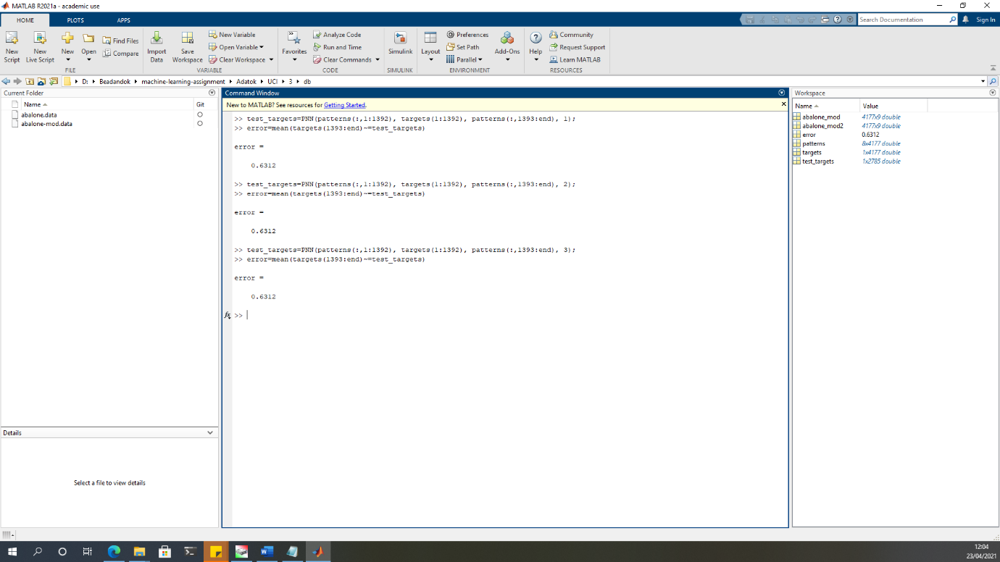 MATLAB R2021a - academic use
HOME PLOTS APPS
Search Documentation
Sign In
New Script
New Live Script
New
Open
Find Files
Compare
FILE
Import Data
Save Workspace
New Variable
Open Variable
Clear Workspace
VARIABLE
Favorites
Analyze Code
Run and Time
Clear Commands
CODE
Simulink
SIMULINK
Layout
Preferences
Set Path
Parallel
Add-Ons
ENVIRONMENT
Help
Community
Request Support
Learn MATLAB
RESOURCES
D: Beadandok machine-learning-assignment Adatok UCI 3 db
Current Folder
Name Git
abalone.data
abalone-mod.data
Details
Select a file to view details
Command Window
New to MATLAB? See resources for Getting Started.
>> test_targets=PNN(patterns(:,1:1392), targets(1:1392), patterns(:,1393:end), 1);
>> error=mean(targets(1393:end)~=test_targets)
error =
0.6312
>> test_targets=PNN(patterns(:,1:1392), targets(1:1392), patterns(:,1393:end), 2);
>> error=mean(targets(1393:end)~=test_targets)
error =
0.6312
>> test_targets=PNN(patterns(:,1:1392), targets(1:1392), patterns(:,1393:end), 3);
>> error=mean(targets(1393:end)~=test_targets)
error =
0.6312
fx >>
Workspace
Name Value
abalone_mod 4177x9 double
abalone_mod2 4177x9 double
error 0.6312
patterns 8x4177 double
targets 1x4177 double
test_targets 1x2785 double
12:04
23/04/2021